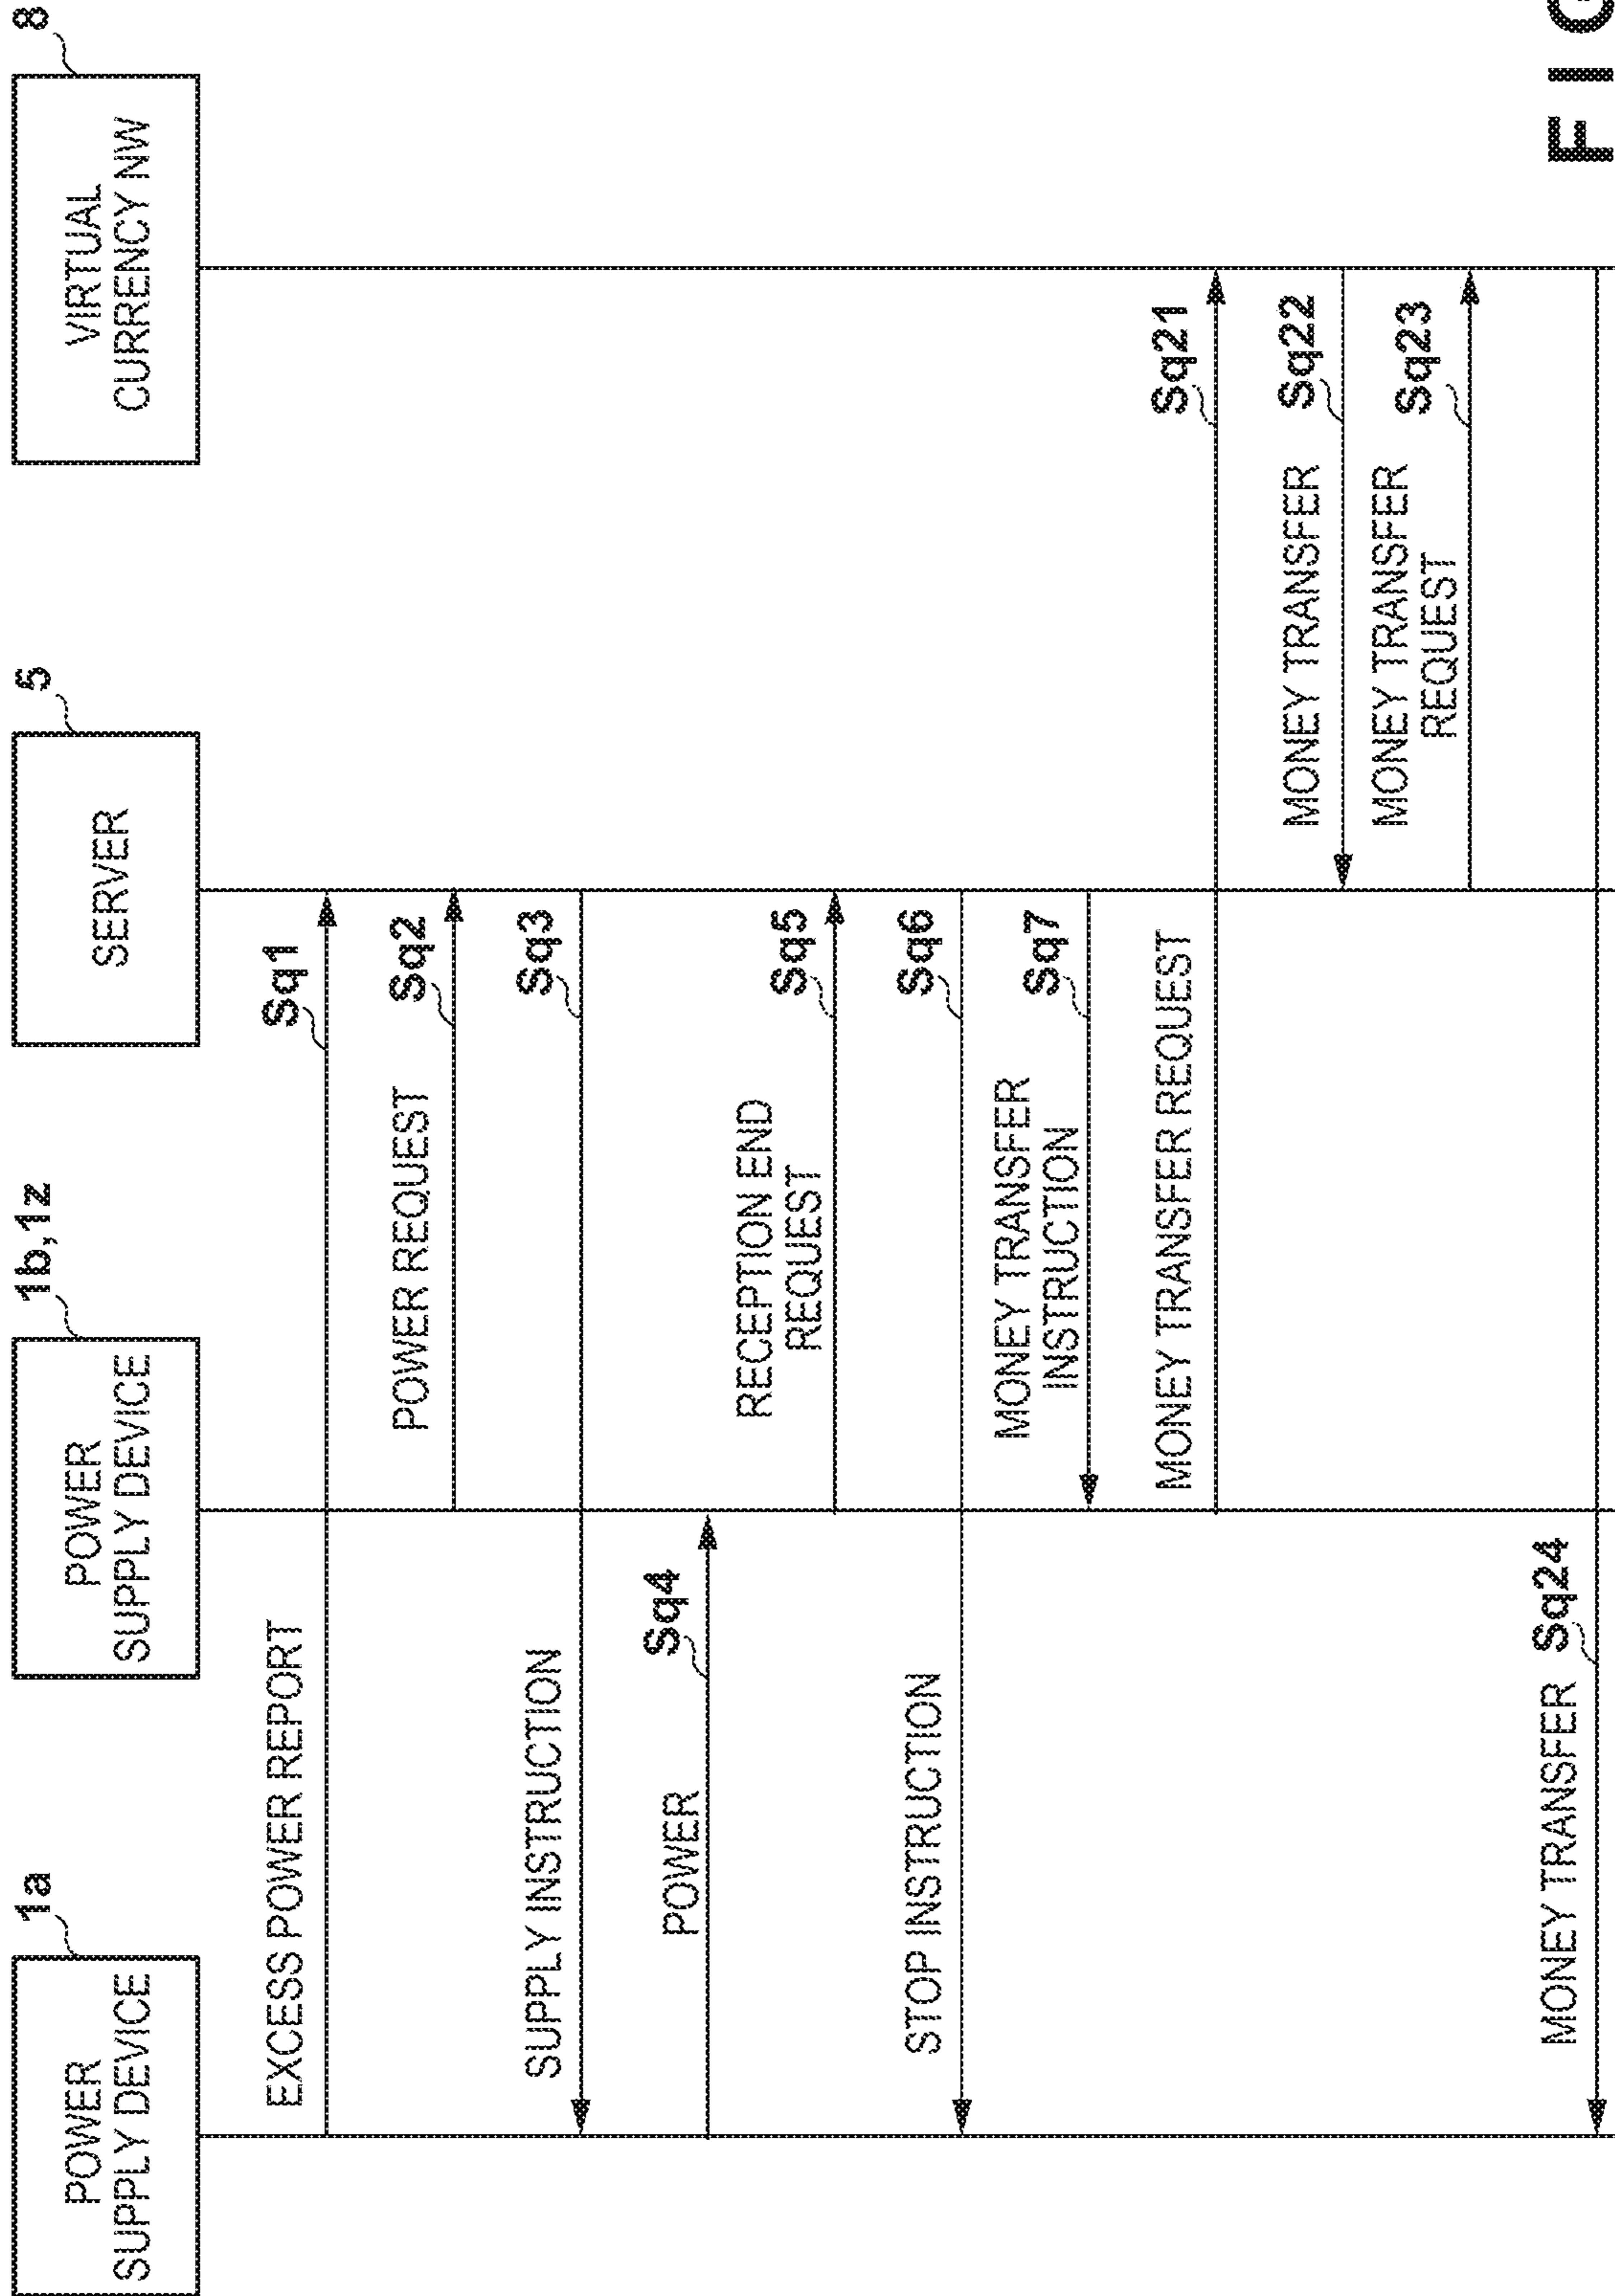 1a
POWER
SUPPLY DEVICE
1b,1z
POWER
SUPPLY DEVICE
5
SERVER
8
VIRTUAL
CURRENCY NW
EXCESS POWER REPORT
Sq1
POWER REQUEST
Sq2
SUPPLY INSTRUCTION
Sq3
POWER
Sq4
RECEPTION END
REQUEST
Sq5
STOP INSTRUCTION
Sq6
MONEY TRANSFER
INSTRUCTION
Sq7
MONEY TRANSFER REQUEST
Sq21
MONEY TRANSFER
Sq22
MONEY TRANSFER
REQUEST
Sq23
MONEY TRANSFER
Sq24
FIG